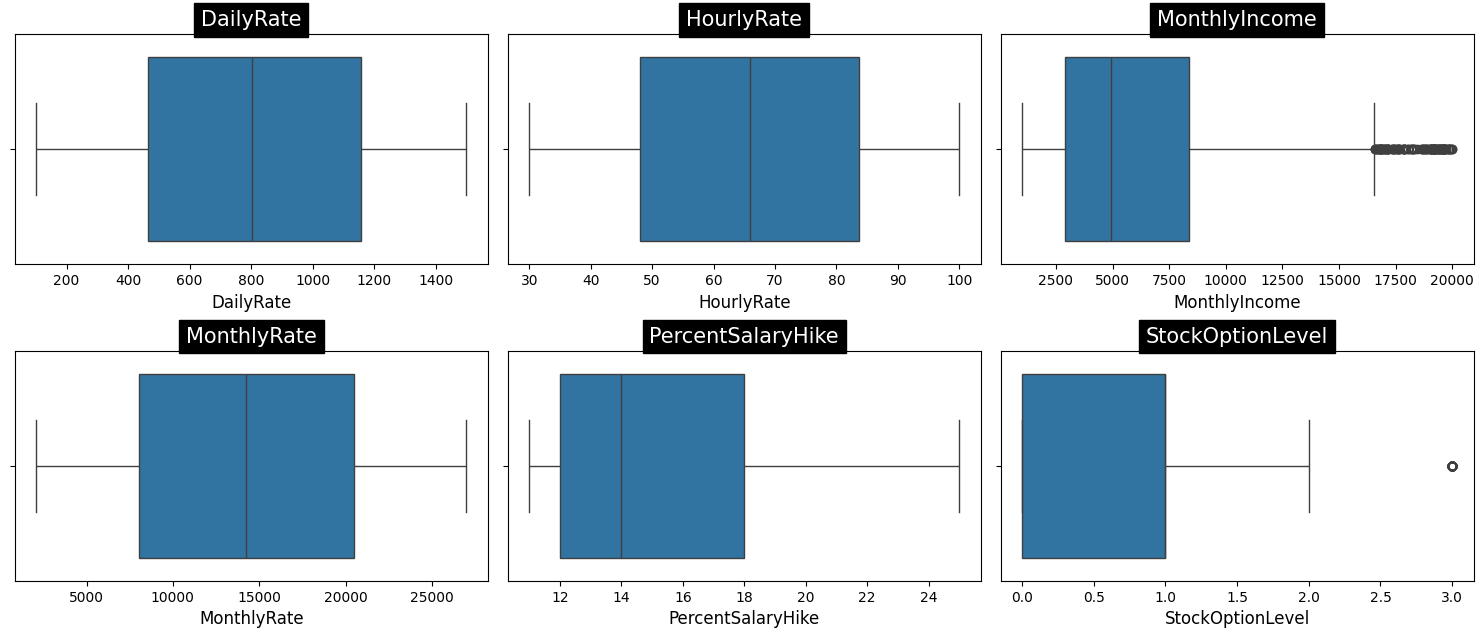 DailyRate
HourlyRate
MonthlyIncome
200 400 600 800 1000 1200 1400
30 40 50 60 70 80 90 100
2500 5000 7500 10000 12500 15000 17500 20000
DailyRate
HourlyRate
MonthlyIncome
MonthlyRate
PercentSalaryHike
StockOptionLevel
5000 10000 15000 20000 25000
12 14 16 18 20 22 24
0.0 0.5 1.0 1.5 2.0 2.5 3.0
MonthlyRate
PercentSalaryHike
StockOptionLevel